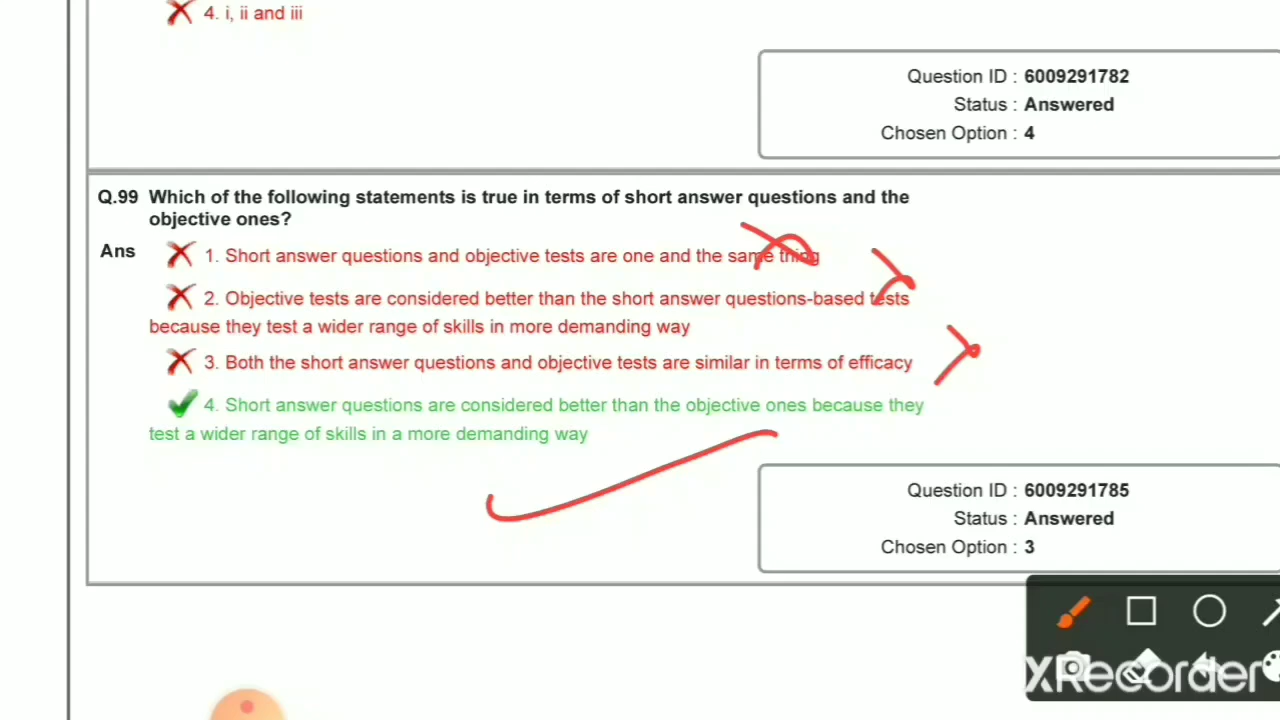 4. i, ii and iii
Question ID : 6009291782
Status : Answered
Chosen Option : 4
Q.99 Which of the following statements is true in terms of short answer questions and the
objective ones?
Ans 1. Short answer questions and objective tests are one and the same thing
2. Objective tests are considered better than the short answer questions-based tests
because they test a wider range of skills in more demanding way
3. Both the short answer questions and objective tests are similar in terms of efficacy
4. Short answer questions are considered better than the objective ones because they
test a wider range of skills in a more demanding way
Question ID : 6009291785
Status : Answered
Chosen Option : 3
XRecorder